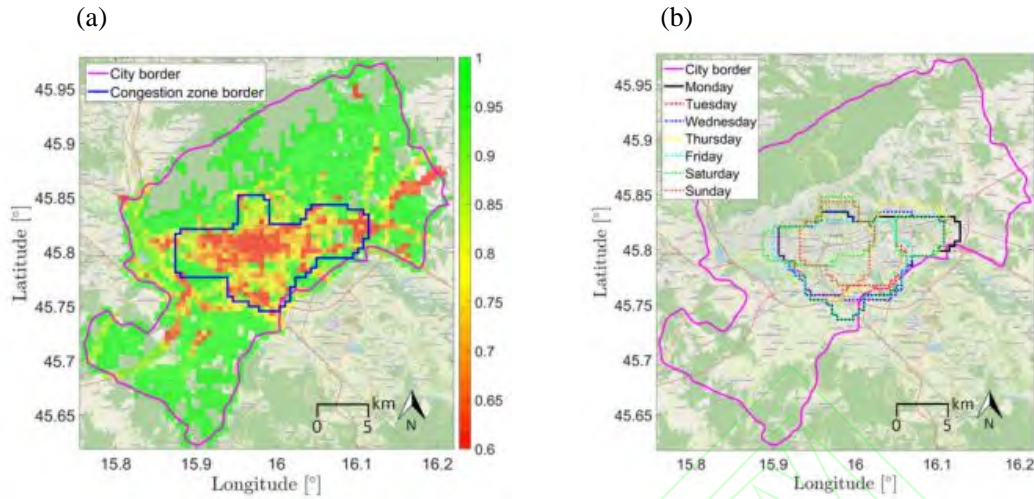 (a)
(b)
City border
Congestion zone border
45.95
45.9
45.85
45.8
45.75
45.7
45.65
Latitude [°]
15.8 15.9 16 16.1 16.2
Longitude [°]
km
0 5
N
1
0.95
0.9
0.85
0.8
0.75
0.7
0.65
0.6
City border
Monday
Tuesday
Wednesday
Thursday
Friday
Saturday
Sunday
45.95
45.9
45.85
45.8
45.75
45.7
45.65
Latitude [°]
15.8 15.9 16 16.1 16.2
Longitude [°]
km
0 5
N